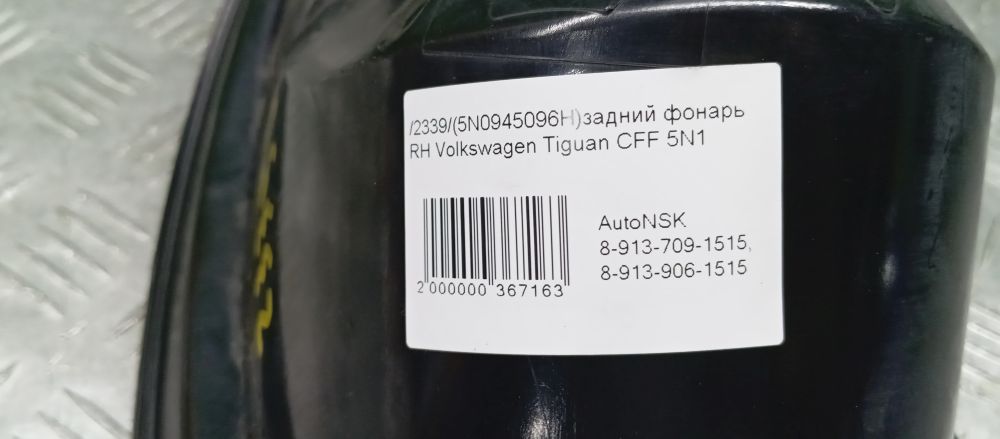 /2339/(5N0945096H)задний фонарь
RH Volkswagen Tiguan CFF 5N1
AutoNSK
8-913-709-1515,
8-913-906-1515
2 000000 367163